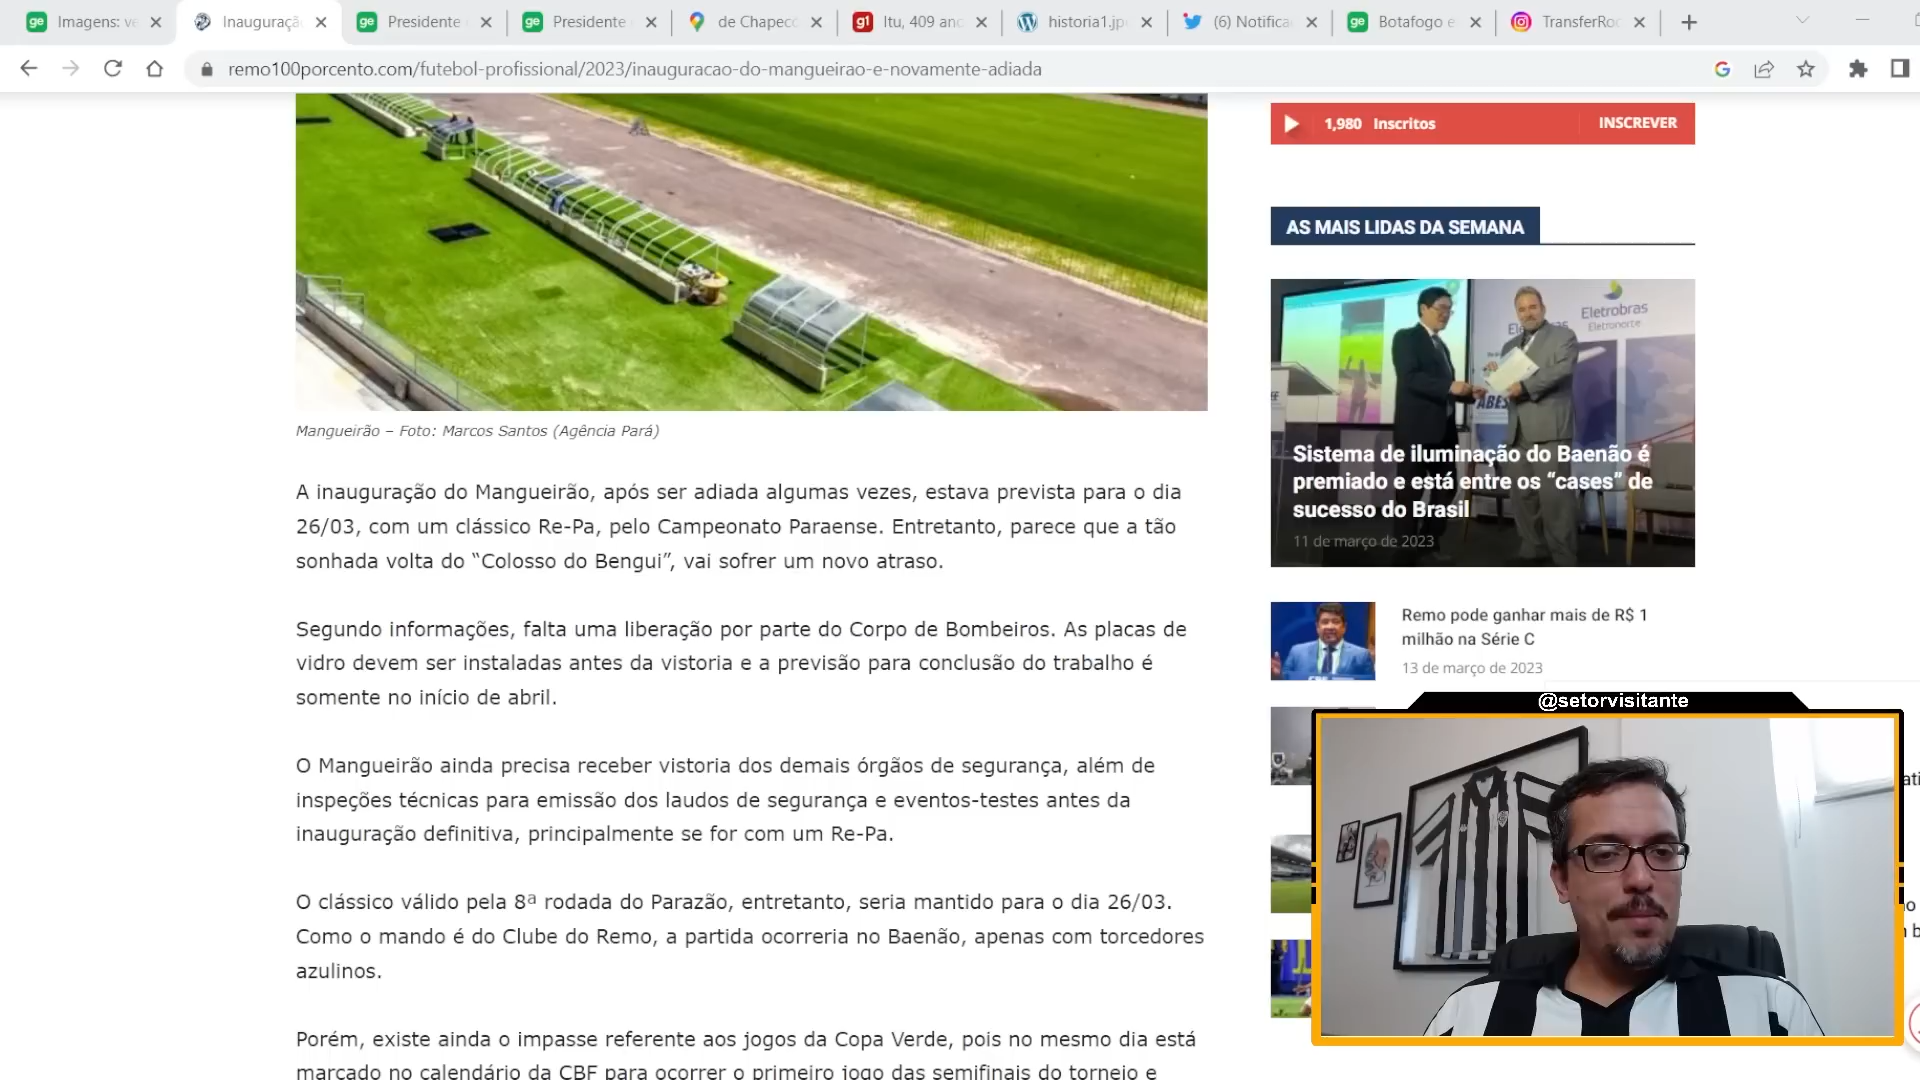 Imagens: ve
Inauguraçã
Presidente
Presidente
de Chapecó
Itu, 409 and
historia1.jpg
(6) Notifica
Botafogo e
TransferRoo
remo100porcento.com/futebol-profissional/2023/inauguracao-do-mangueirao-e-novamente-adiada
1,980 Inscritos
INSCREVER
AS MAIS LIDAS DA SEMANA
Eletrobras
Eletronorte
Sistema de iluminação do Baenão é
premiado e está entre os “cases” de
sucesso do Brasil
11 de março de 2023
Remo pode ganhar mais de R$ 1
milhão na Série C
13 de março de 2023
Mangueirão – Foto: Marcos Santos (Agência Pará)
A inauguração do Mangueirão, após ser adiada algumas vezes, estava prevista para o dia
26/03, com um clássico Re-Pa, pelo Campeonato Paraense. Entretanto, parece que a tão
sonhada volta do “Colosso do Bengui”, vai sofrer um novo atraso.
Segundo informações, falta uma liberação por parte do Corpo de Bombeiros. As placas de
vidro devem ser instaladas antes da vistoria e a previsão para conclusão do trabalho é
somente no início de abril.
O Mangueirão ainda precisa receber vistoria dos demais órgãos de segurança, além de
inspeções técnicas para emissão dos laudos de segurança e eventos-testes antes da
inauguração definitiva, principalmente se for com um Re-Pa.
O clássico válido pela 8ª rodada do Parazão, entretanto, seria mantido para o dia 26/03.
Como o mando é do Clube do Remo, a partida ocorreria no Baenão, apenas com torcedores
azulinos.
Porém, existe ainda o impasse referente aos jogos da Copa Verde, pois no mesmo dia está
marcado no calendário da CBF para ocorrer o primeiro jogo das semifinais do torneio e
@setorvisitante